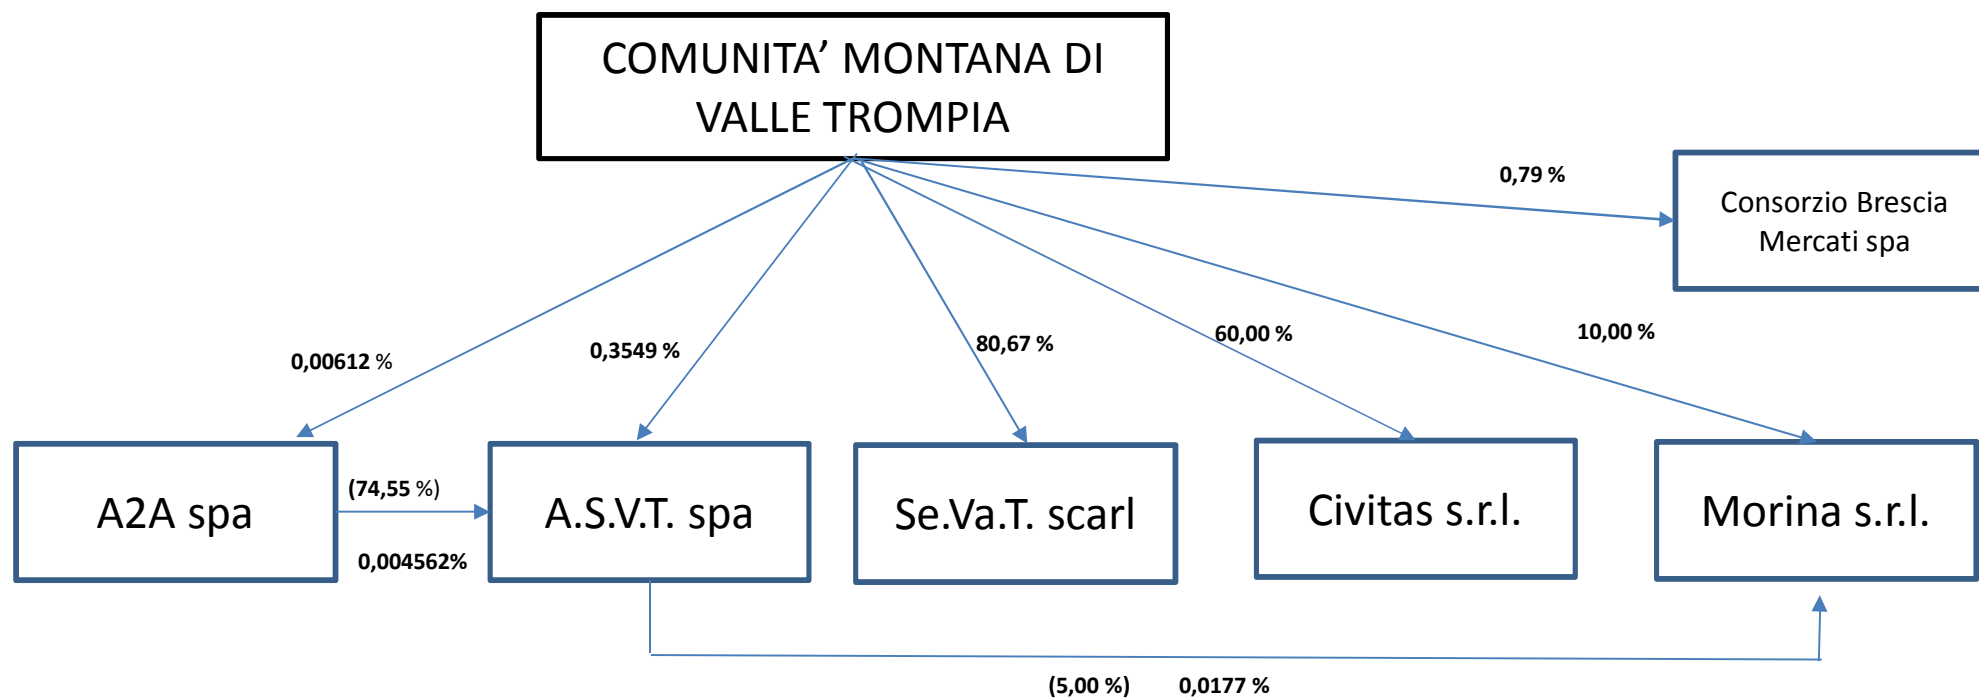 COMUNITA’ MONTANA DI
VALLE TROMPIA
0,79 %
Consorzio Brescia
Mercati spa
0,00612 %
0,3549 %
80,67 %
60,00 %
10,00 %
A2A spa
(74,55 %)
0,004562%
A.S.V.T. spa
Se.Va.T. scarl
Civitas s.r.l.
Morina s.r.l.
(5,00 %) 0,0177 %